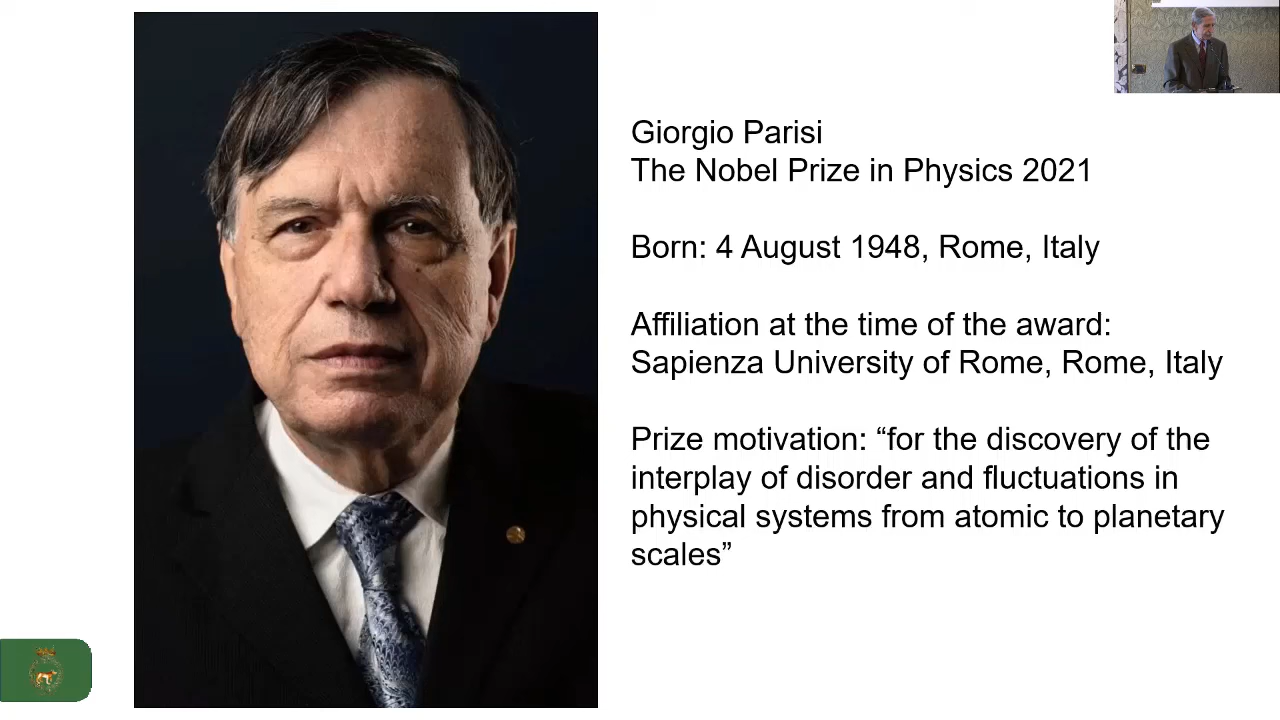 Giorgio Parisi
The Nobel Prize in Physics 2021
Born: 4 August 1948, Rome, Italy
Affiliation at the time of the award:
Sapienza University of Rome, Rome, Italy
Prize motivation: “for the discovery of the
interplay of disorder and fluctuations in
physical systems from atomic to planetary
scales”